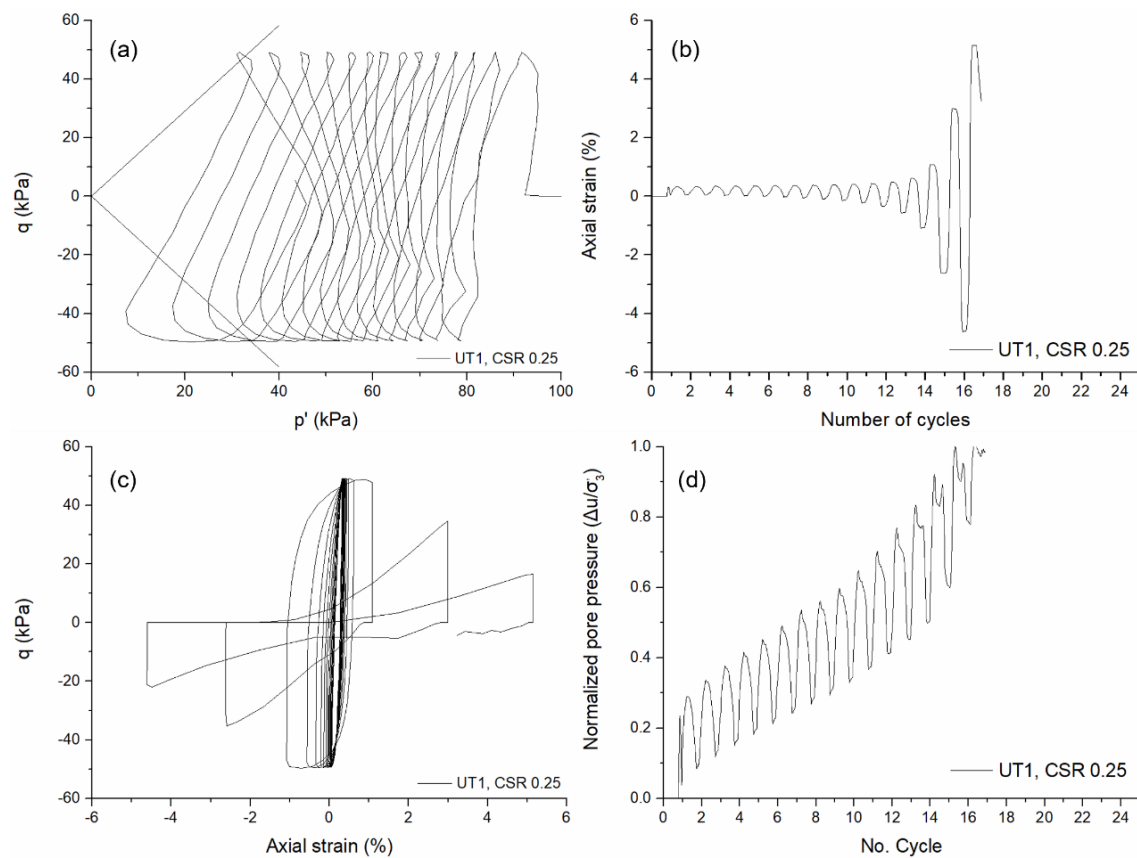 (a)
60
40
20
0
-20
-40
-60
q (kPa)
0 20 40 60 80 100
p' (kPa)
UT1, CSR 0.25
(b)
6
4
2
0
-2
-4
-6
Axial strain (%)
0 2 4 6 8 10 12 14 16 18 20 22 24
Number of cycles
UT1, CSR 0.25
(c)
60
40
20
0
-20
-40
-60
q (kPa)
-6 -4 -2 0 2 4 6
Axial strain (%)
UT1, CSR 0.25
(d)
1.0
0.8
0.6
0.4
0.2
0.0
Normalized pore pressure (Δu/σ'3)
0 2 4 6 8 10 12 14 16 18 20 22 24
No. Cycle
UT1, CSR 0.25